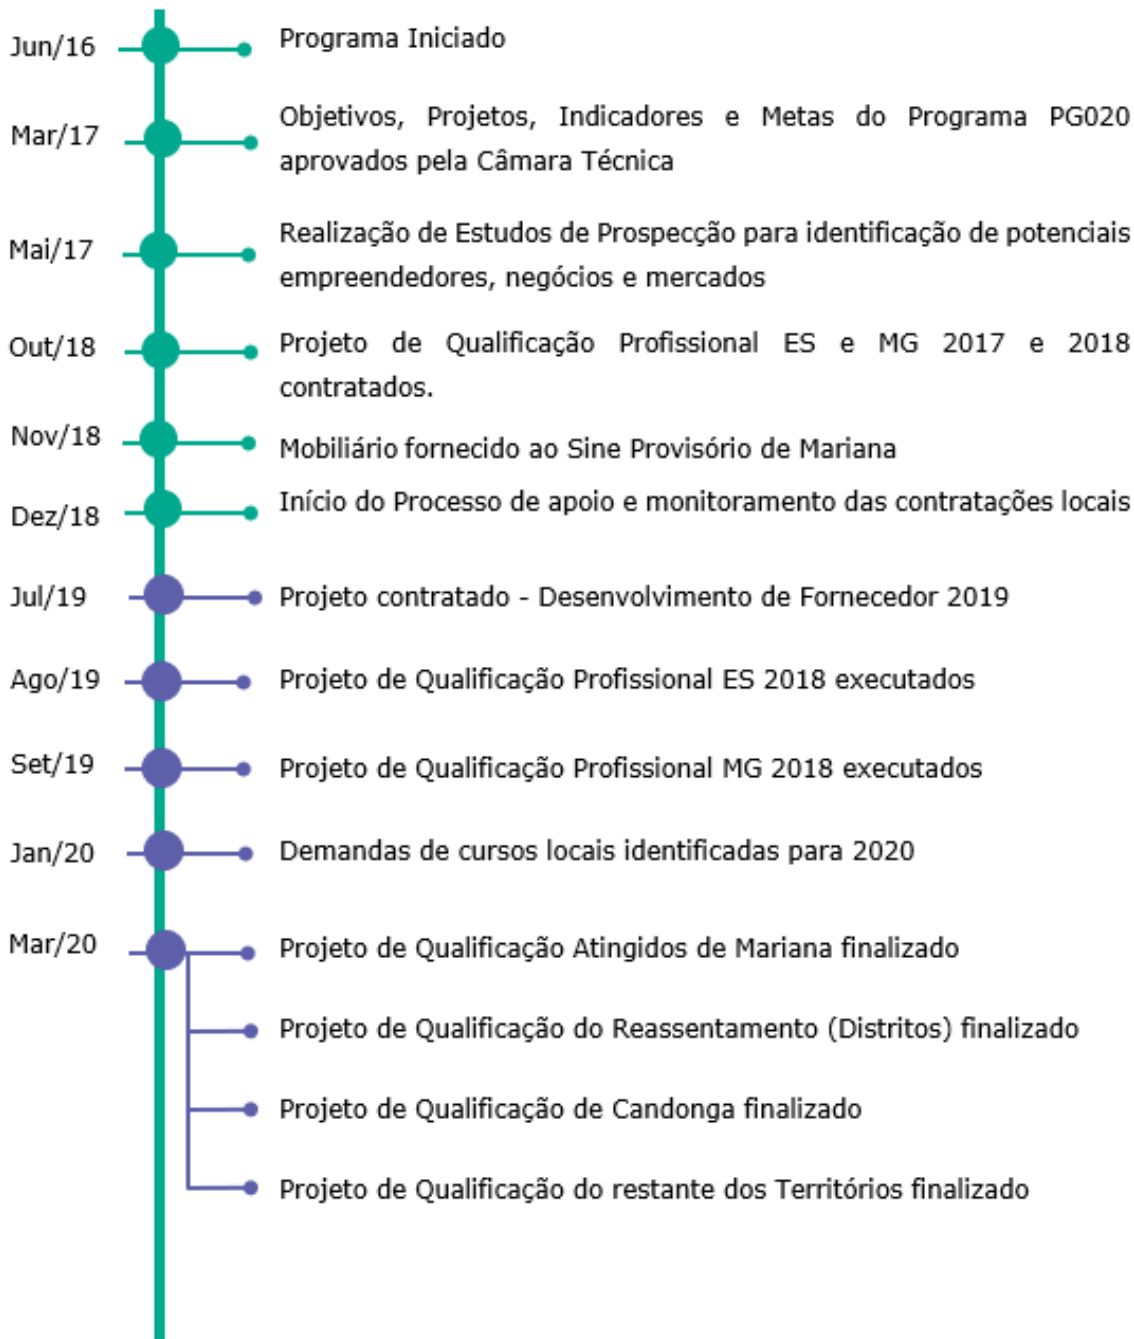 Jun/16 Programa Iniciado
Mar/17 Objetivos, Projetos, Indicadores e Metas do Programa PG020
aprovados pela Câmara Técnica
Mai/17 Realização de Estudos de Prospecção para identificação de potenciais
empreendedores, negócios e mercados
Out/18 Projeto de Qualificação Profissional ES e MG 2017 e 2018
contratados.
Nov/18 Mobiliário fornecido ao Sine Provisório de Mariana
Dez/18 Início do Processo de apoio e monitoramento das contratações locais
Jul/19 Projeto contratado - Desenvolvimento de Fornecedor 2019
Ago/19 Projeto de Qualificação Profissional ES 2018 executados
Set/19 Projeto de Qualificação Profissional MG 2018 executados
Jan/20 Demandas de cursos locais identificadas para 2020
Mar/20 Projeto de Qualificação Atingidos de Mariana finalizado
Projeto de Qualificação do Reassentamento (Distritos) finalizado
Projeto de Qualificação de Candonga finalizado
Projeto de Qualificação do restante dos Territórios finalizado